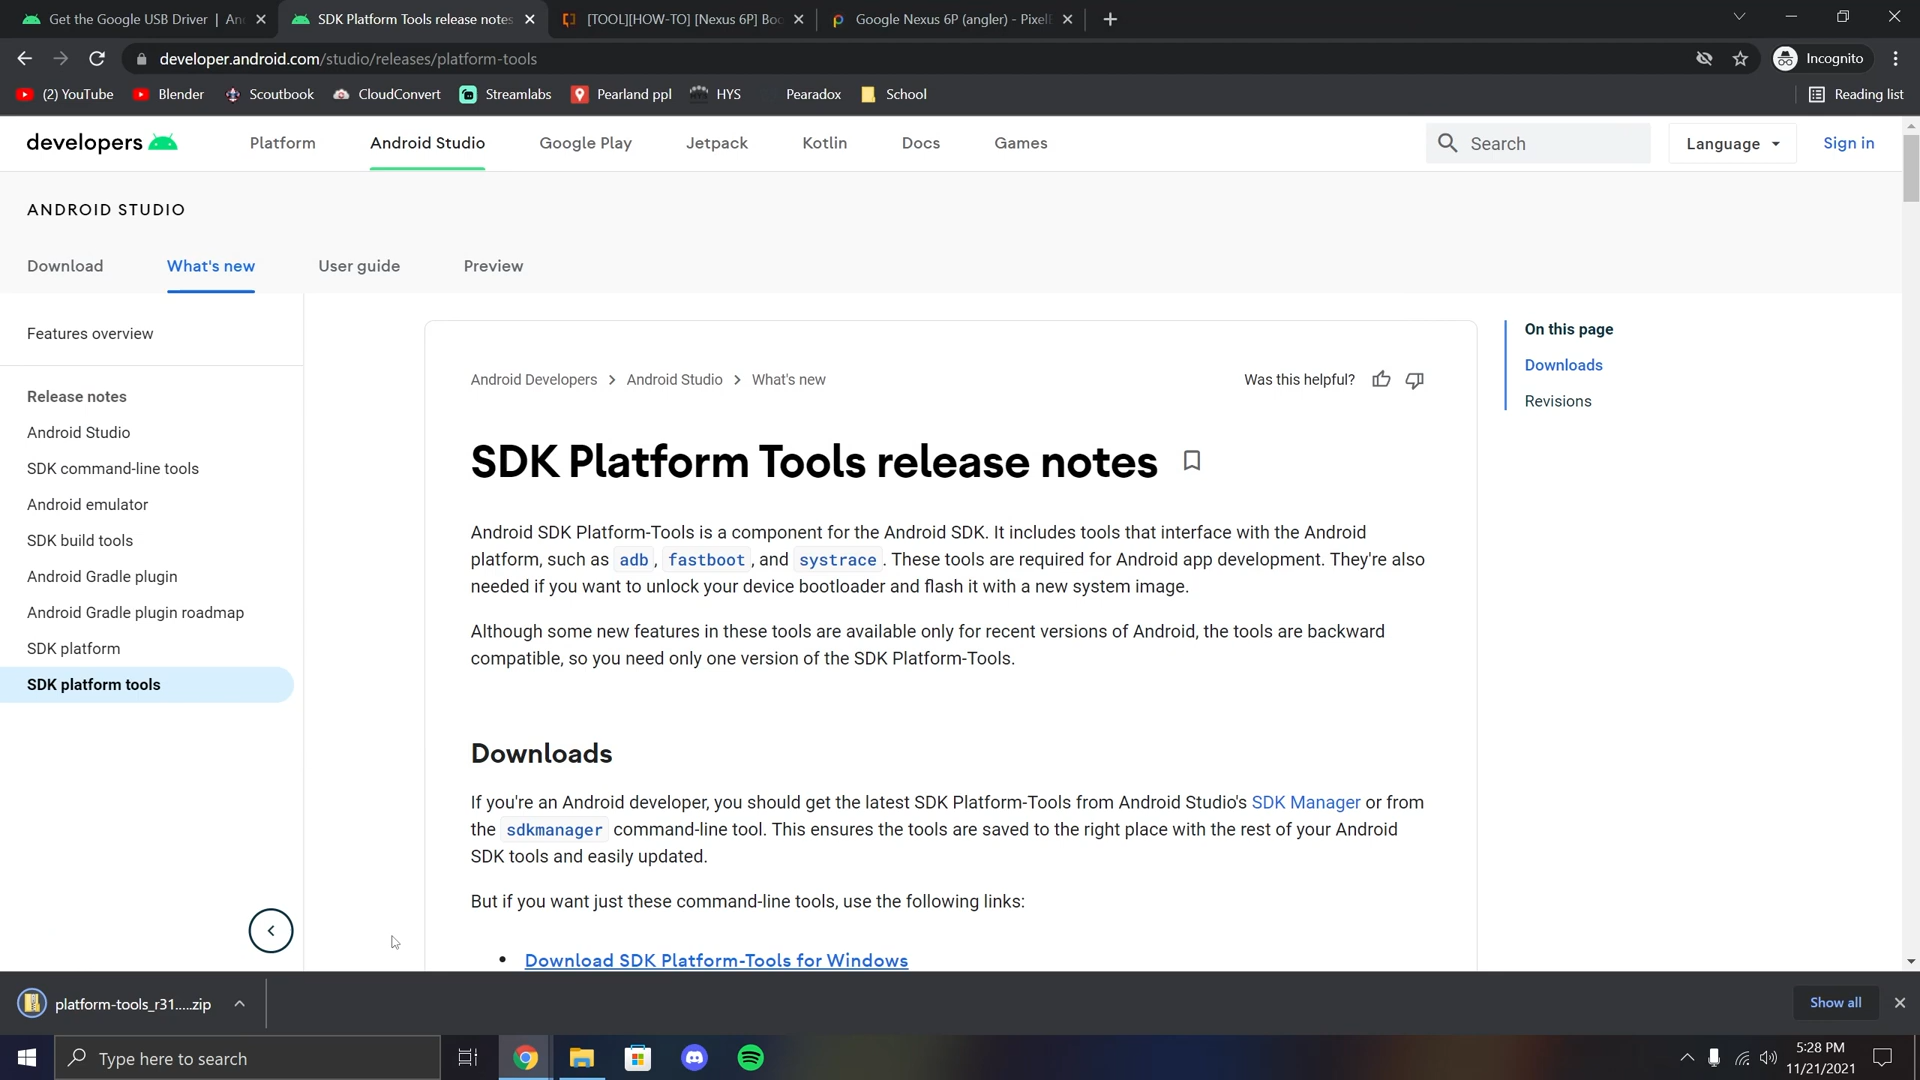 Get the Google USB Driver | An
SDK Platform Tools release notes
[TOOL][HOW-TO] [Nexus 6P] Boo
Google Nexus 6P (angler) - PixelE
developer.android.com/studio/releases/platform-tools
Incognito
(2) YouTube
Blender
Scoutbook
CloudConvert
Streamlabs
Pearland ppl
HYS
Pearadox
School
Reading list
developers
Platform
Android Studio
Google Play
Jetpack
Kotlin
Docs
Games
Search
Language
Sign in
ANDROID STUDIO
Download
What's new
User guide
Preview
Features overview
Release notes
Android Studio
SDK command-line tools
Android emulator
SDK build tools
Android Gradle plugin
Android Gradle plugin roadmap
SDK platform
SDK platform tools
Android Developers > Android Studio > What's new
Was this helpful?
SDK Platform Tools release notes
Android SDK Platform-Tools is a component for the Android SDK. It includes tools that interface with the Android
platform, such as adb, fastboot, and systrace. These tools are required for Android app development. They're also
needed if you want to unlock your device bootloader and flash it with a new system image.
Although some new features in these tools are available only for recent versions of Android, the tools are backward
compatible, so you need only one version of the SDK Platform-Tools.
Downloads
If you're an Android developer, you should get the latest SDK Platform-Tools from Android Studio's SDK Manager or from
the sdkmanager command-line tool. This ensures the tools are saved to the right place with the rest of your Android
SDK tools and easily updated.
But if you want just these command-line tools, use the following links:
• Download SDK Platform-Tools for Windows
On this page
Downloads
Revisions
platform-tools_r31.....zip
Show all
Type here to search
5:28 PM
11/21/2021